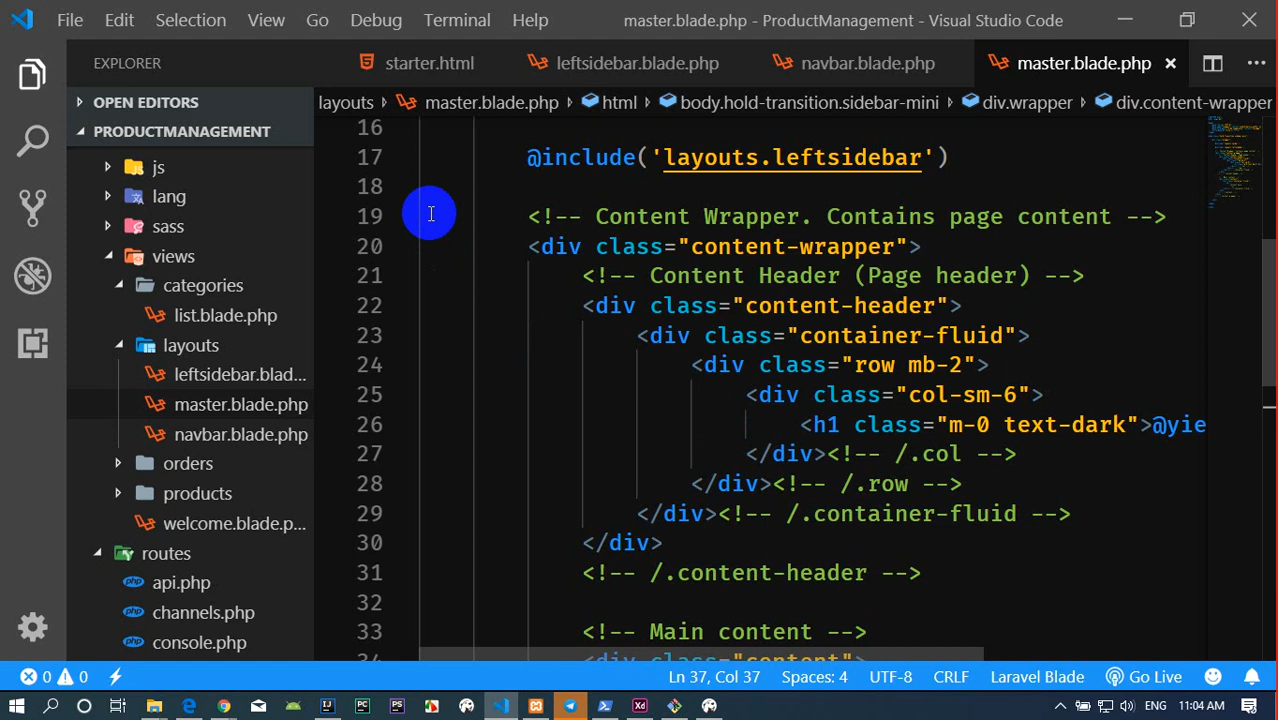 File Edit Selection View Go Debug Terminal Help master.blade.php - ProductManagement - Visual Studio Code
EXPLORER
starter.html leftsidebar.blade.php navbar.blade.php master.blade.php
OPEN EDITORS
PRODUCTMANAGEMENT
js
lang
sass
views
categories
list.blade.php
layouts
leftsidebar.blad...
master.blade.php
navbar.blade.php
orders
products
welcome.blade.p...
routes
api.php
channels.php
console.php
layouts master.blade.php html body.hold-transition.sidebar-mini div.wrapper div.content-wrapper
16
17 @include('layouts.leftsidebar')
18
19 <!-- Content Wrapper. Contains page content -->
20 <div class="content-wrapper">
21 <!-- Content Header (Page header) -->
22 <div class="content-header">
23 <div class="container-fluid">
24 <div class="row mb-2">
25 <div class="col-sm-6">
26 <h1 class="m-0 text-dark">@yie
27 </div><!-- /.col -->
28 </div><!-- /.row -->
29 </div><!-- /.container-fluid -->
30 </div>
31 <!-- /.content-header -->
32
33 <!-- Main content -->
34 <div class="content">
0 0 Ln 37, Col 37 Spaces: 4 UTF-8 CRLF Laravel Blade Go Live
ENG 11:04 AM